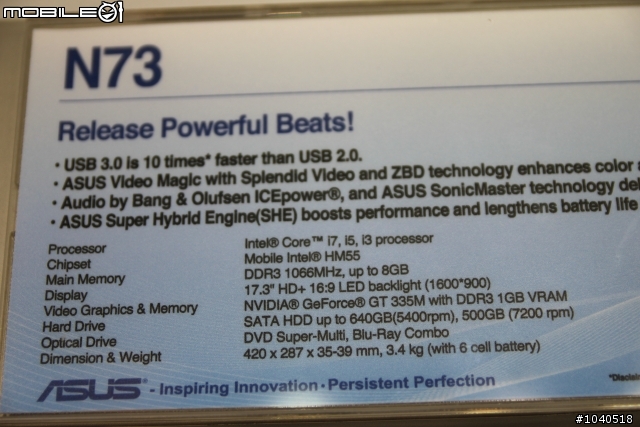 MOBILE01
N73
Release Powerful Beats!
· USB 3.0 is 10 times* faster than USB 2.0.
· ASUS Video Magic with Splendid Video and ZBD technology enhances color
· Audio by Bang & Olufsen ICEpower®, and ASUS SonicMaster technology del
· ASUS Super Hybrid Engine(SHE) boosts performance and lengthens battery life
Processor Intel® Core™ i7, i5, i3 processor
Chipset Mobile Intel® HM55
Main Memory DDR3 1066MHz, up to 8GB
Display 17.3" HD+ 16:9 LED backlight (1600*900)
Video Graphics & Memory NVIDIA® GeForce® GT 335M with DDR3 1GB VRAM
Hard Drive SATA HDD up to 640GB(5400rpm), 500GB (7200 rpm)
Optical Drive DVD Super-Multi, Blu-Ray Combo
Dimension & Weight 420 x 287 x 35-39 mm, 3.4 kg (with 6 cell battery)
ASUS® - Inspiring Innovation · Persistent Perfection
*Disclai
#1040518